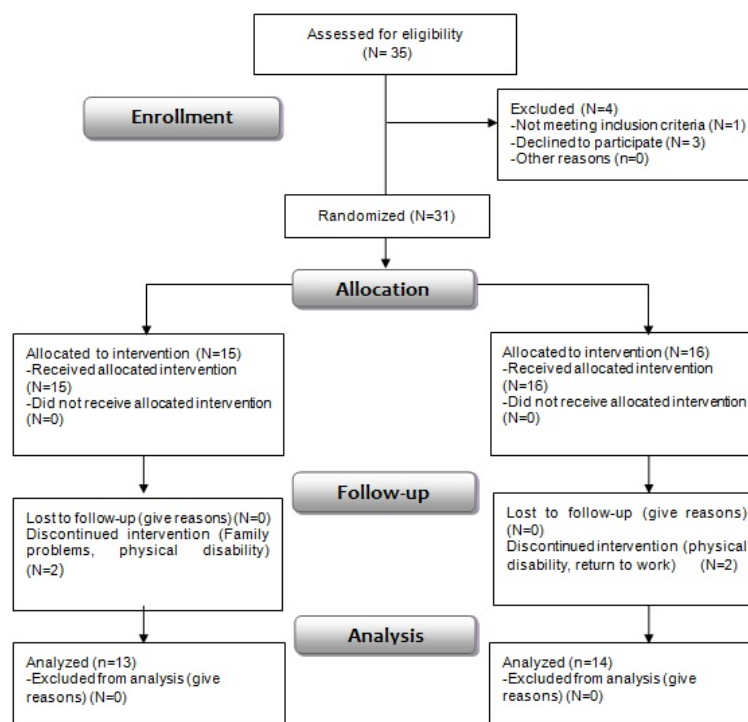 Assessed for eligibility
(N= 35)
Enrollment
Excluded (N=4)
-Not meeting inclusion criteria (N=1)
-Declined to participate (N= 3)
-Other reasons (n=0)
Randomized (N=31)
Allocation
Allocated to intervention (N=15)
-Received allocated intervention
(N=15)
-Did not receive allocated intervention
(N=0)
Allocated to intervention (N=16)
-Received allocated intervention
(N=16)
-Did not receive allocated intervention
(N=0)
Follow-up
Lost to follow-up (give reasons) (N=0)
Discontinued intervention (Family
problems, physical disability)
(N=2)
Lost to follow-up (give reasons)
(N=0)
Discontinued intervention (physical
disability, return to work) (N=2)
Analysis
Analyzed (n=13)
-Excluded from analysis (give
reasons) (N=0)
Analyzed (n=14)
-Excluded from analysis (give
reasons) (N=0)